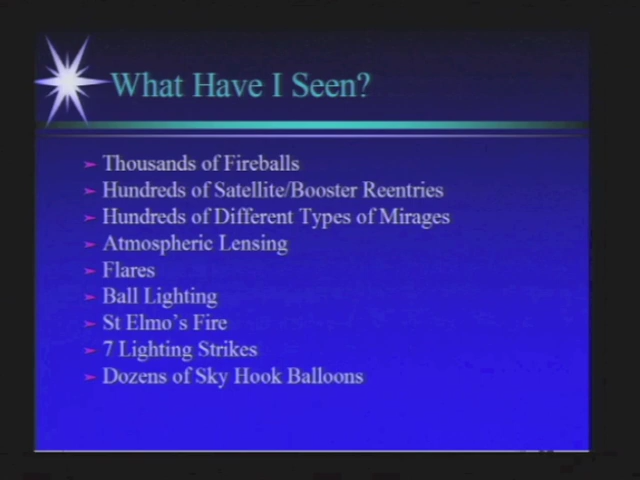 What Have I Seen?
Thousands of Fireballs
Hundreds of Satellite/Booster Reentries
Hundreds of Different Types of Mirages
Atmospheric Lensing
Flares
Ball Lighting
St Elmo's Fire
7 Lighting Strikes
Dozens of Sky Hook Balloons